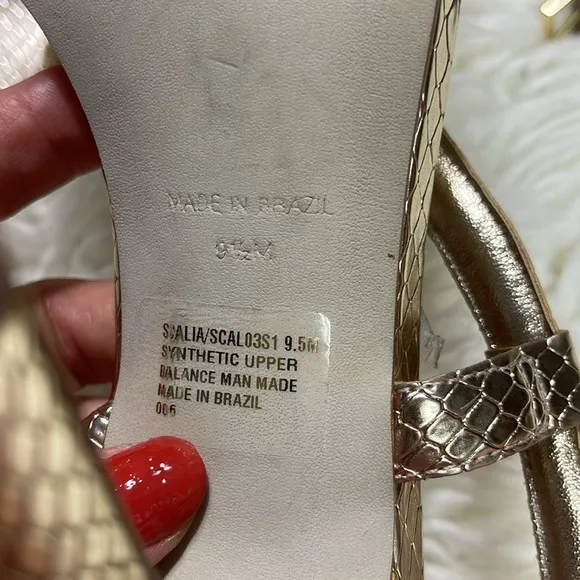 MADE IN BRAZIL
9½M
SCALIA/SCAL03S1 9.5M
SYNTHETIC UPPER
BALANCE MAN MADE
MADE IN BRAZIL
006